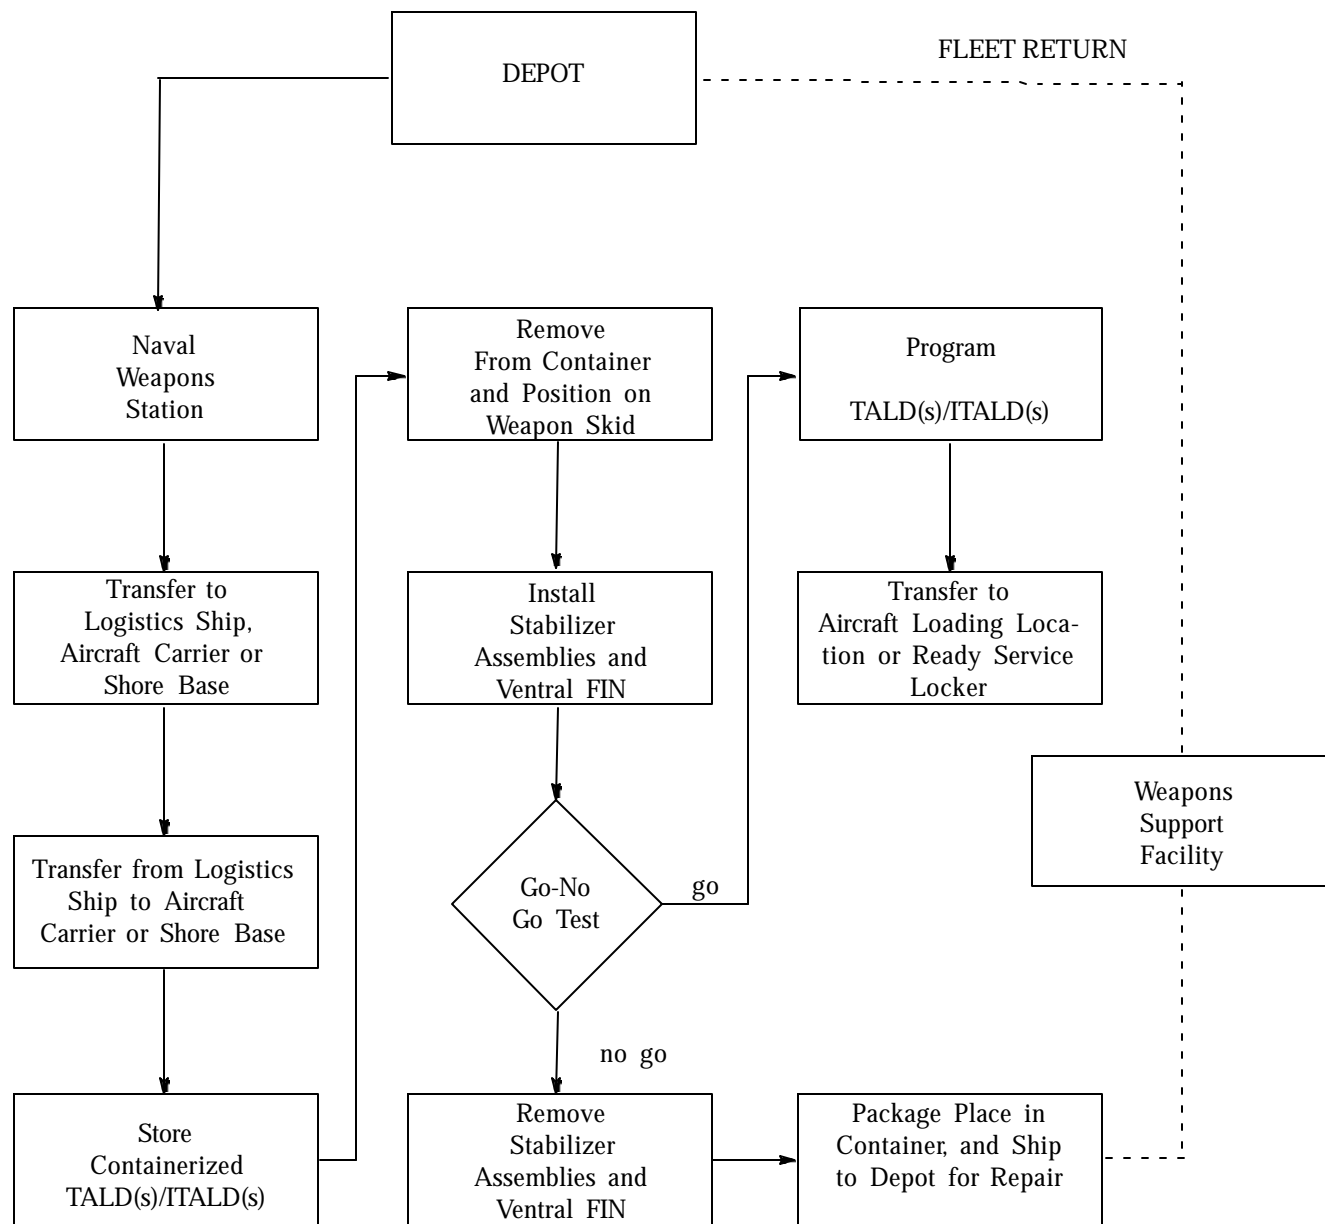 DEPOT
FLEET RETURN
Naval
Weapons
Station
Remove
From Container
and Position on
Weapon Skid
Program
TALD(s)/ITALD(s)
Transfer to
Logistics Ship,
Aircraft Carrier or
Shore Base
Install
Stabilizer
Assemblies and
Ventral FIN
Transfer to
Aircraft Loading Loca-
tion or Ready Service
Locker
Weapons
Support
Facility
Transfer from Logistics
Ship to Aircraft
Carrier or Shore Base
Go-No
Go Test
go
no go
Store
Containerized
TALD(s)/ITALD(s)
Remove
Stabilizer
Assemblies and
Ventral FIN
Package Place in
Container, and Ship
to Depot for Repair